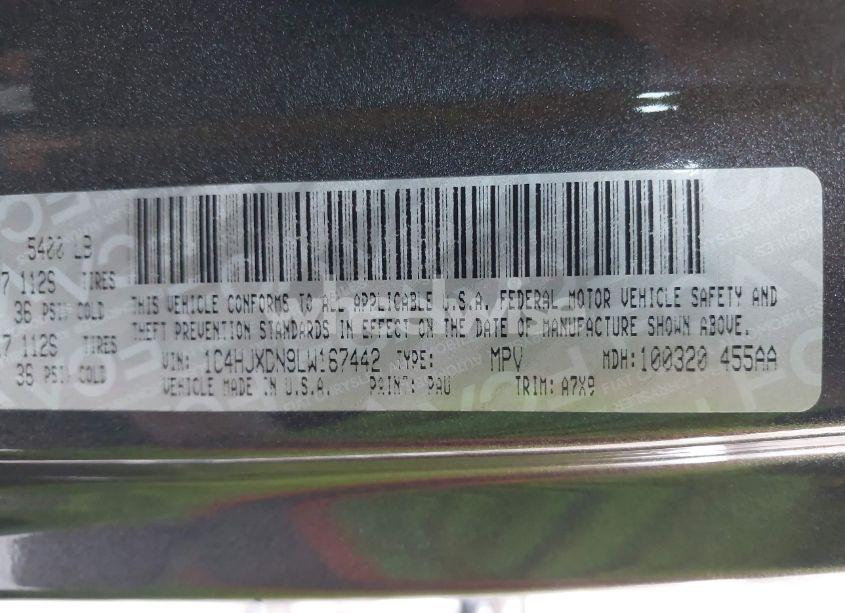 5400 LB
7 112S TIRES
36 PSI/ COLD
7 112S TIRES
36 PSI/ COLD
THIS VEHICLE CONFORMS TO ALL APPLICABLE U.S.A. FEDERAL MOTOR VEHICLE SAFETY AND
THEFT PREVENTION STANDARDS IN EFFECT ON THE DATE OF MANUFACTURE SHOWN ABOVE.
VIN: 1C4HJXDN9LW167442 TYPE: MPV MDH: 100320 455AA
VEHICLE MADE IN U.S.A. PAINT: PAU TRIM: A7X9